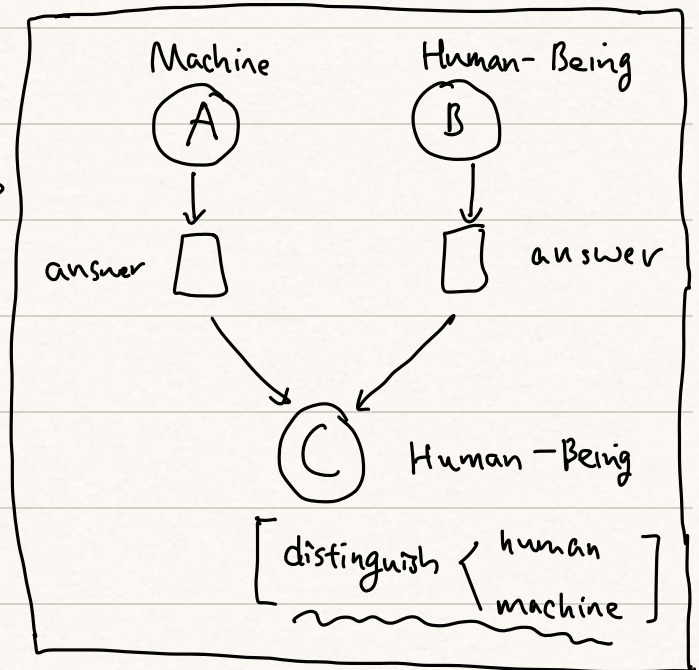 Machine
Human-Being
A
B
answer
answer
C
Human-Being
distinguish
human
machine